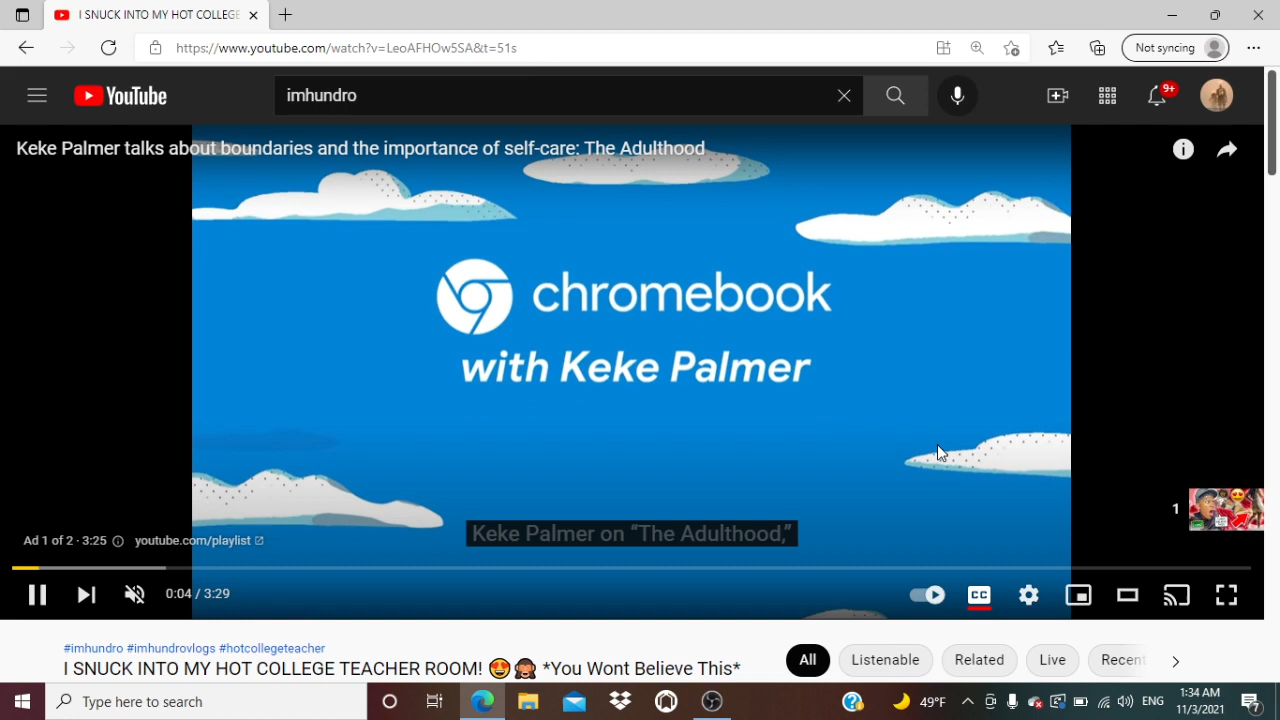 I SNUCK INTO MY HOT COLLEGE
https://www.youtube.com/watch?v=LeoAFHOw5SA&t=51s
Not syncing
YouTube
imhundro
9+
Keke Palmer talks about boundaries and the importance of self-care: The Adulthood
chromebook
with Keke Palmer
Keke Palmer on “The Adulthood,”
1
Ad 1 of 2 · 3:25
youtube.com/playlist
0:04 / 3:29
CC
#imhundro #imhundrovlogs #hotcollegeteacher
I SNUCK INTO MY HOT COLLEGE TEACHER ROOM! 😍🙈 *You Wont Believe This*
All
Listenable
Related
Live
Recent
Type here to search
49°F
ENG
1:34 AM
11/3/2021
7